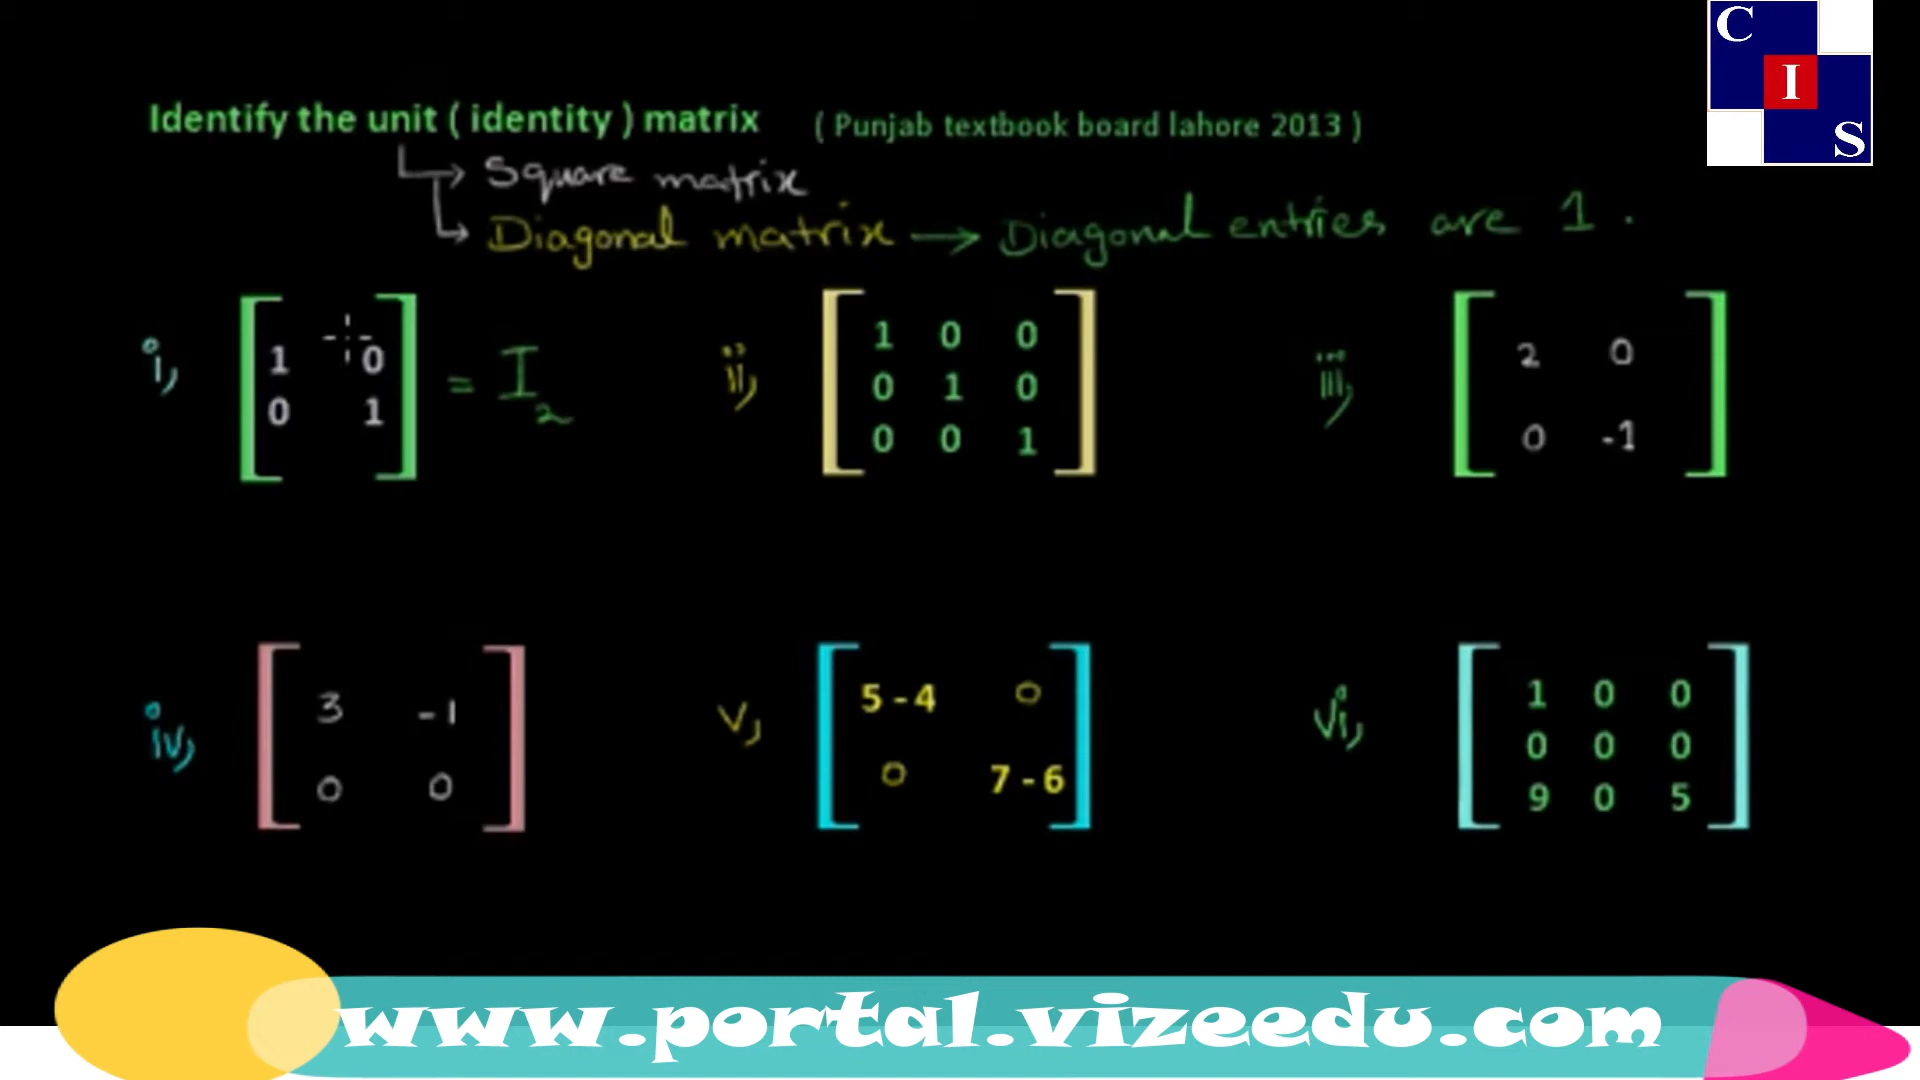 C
I
S
Identify the unit ( identity ) matrix ( Punjab textbook board lahore 2013 )
Square matrix
Diagonal matrix → Diagonal entries are 1 .
i, 1 0
0 1
= I2
ii, 1 0 0
0 1 0
0 0 1
iii, 2 0
0 -1
iv, 3 -1
0 0
v, 5 - 4 0
0 7 - 6
vi, 1 0 0
0 0 0
9 0 5
www.portal.vizeedu.com